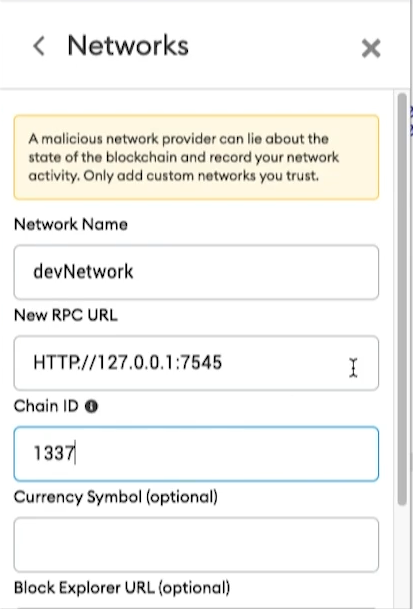 Networks
A malicious network provider can lie about the
state of the blockchain and record your network
activity. Only add custom networks you trust.
Network Name
devNetwork
New RPC URL
HTTP://127.0.0.1:7545
Chain ID
1337
Currency Symbol (optional)
Block Explorer URL (optional)